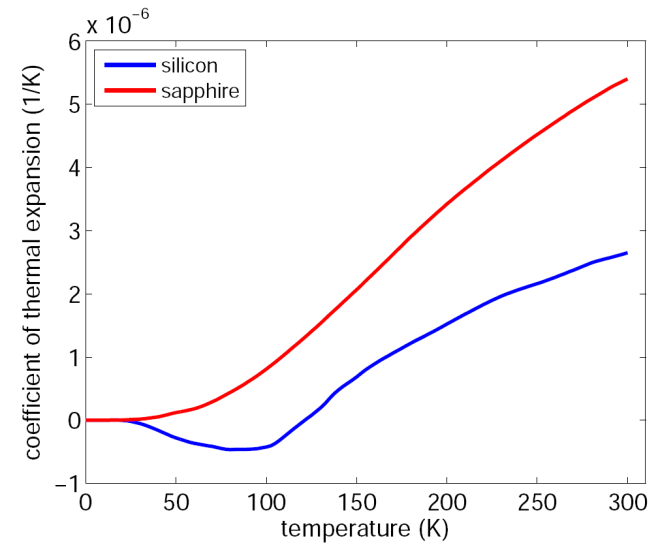 x 10⁻⁶
6
5
4
3
2
1
0
−1
coefficient of thermal expansion (1/K)
silicon
sapphire
0 50 100 150 200 250 300
temperature (K)